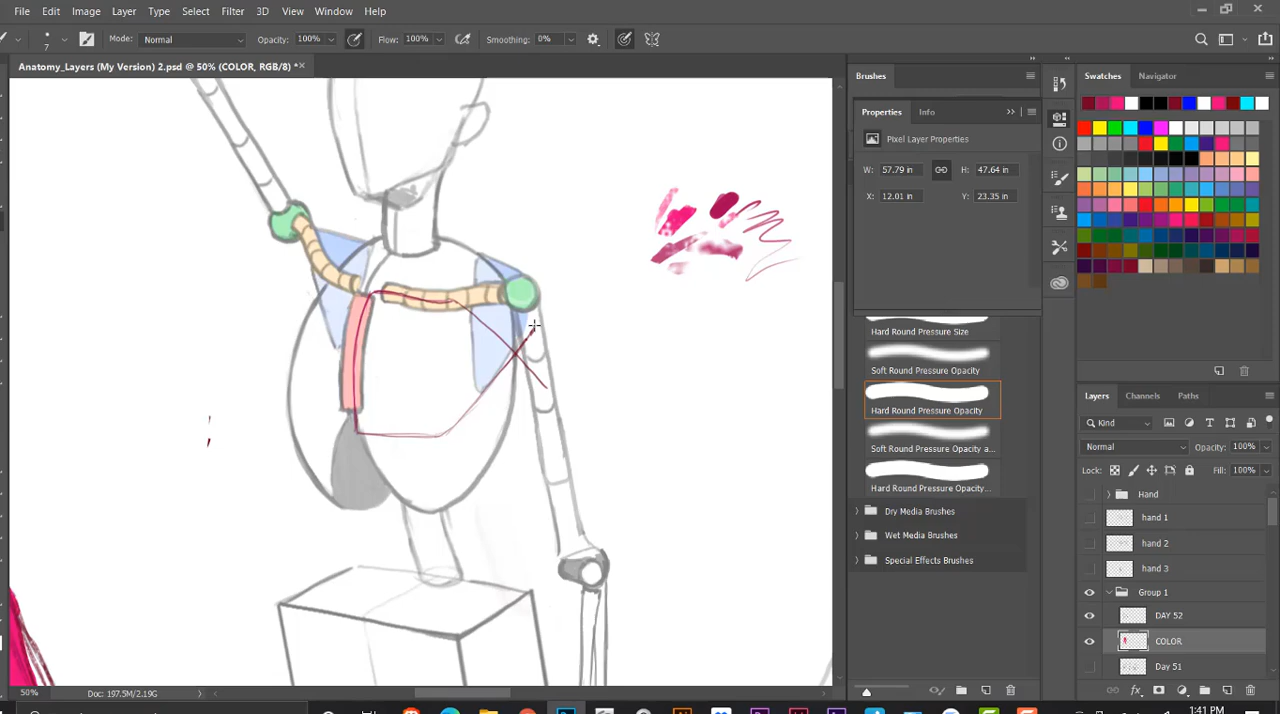 File Edit Image Layer Type Select Filter 3D View Window Help
7 Mode: Normal Opacity: 100% Flow: 100% Smoothing: 0%
Anatomy_Layers (My Version) 2.psd @ 50% (COLOR, RGB/8) *
Brushes
Swatches Navigator
Properties Info
Pixel Layer Properties
W: 57.79 in H: 47.64 in
X: 12.01 in Y: 23.35 in
Hard Round Pressure Size
Soft Round Pressure Opacity
Hard Round Pressure Opacity
Soft Round Pressure Opacity a...
Hard Round Pressure Opacity...
Dry Media Brushes
Wet Media Brushes
Special Effects Brushes
Layers Channels Paths
Kind
Normal Opacity: 100%
Lock: Fill: 100%
Hand
hand 1
hand 2
hand 3
Group 1
DAY 52
COLOR
Day 51
50% Doc: 197.5M/2.19G
1:41 PM